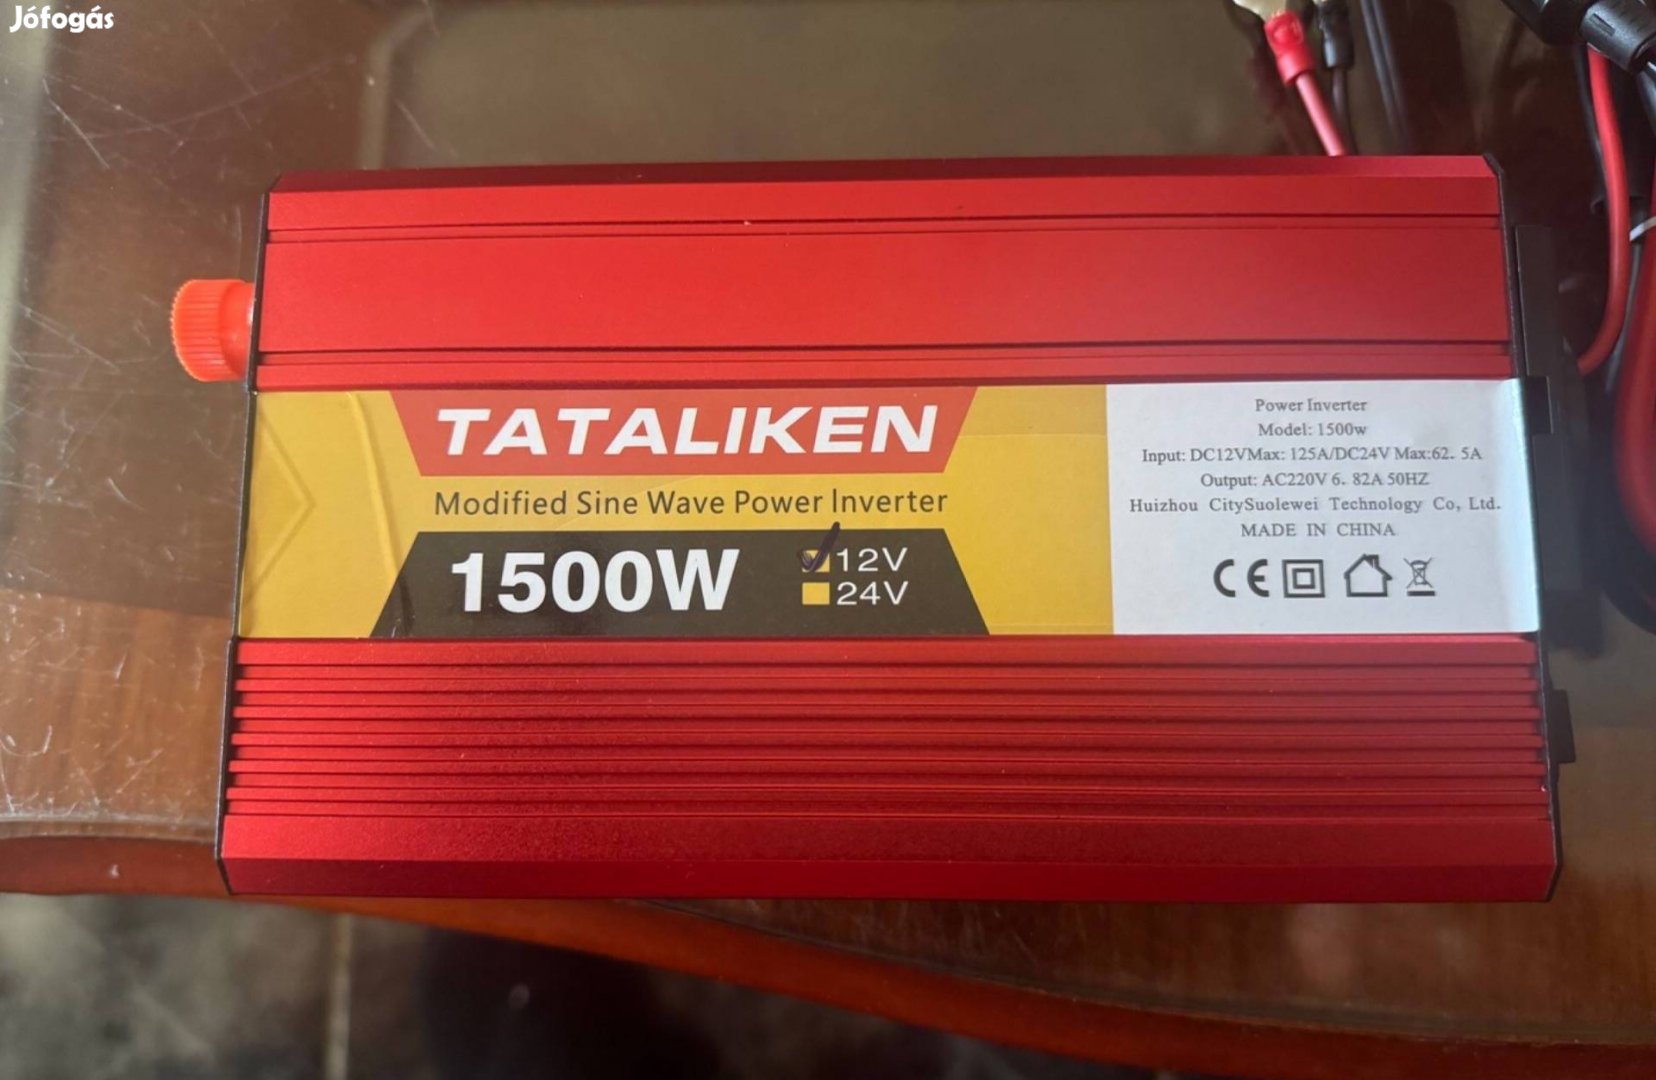 Jófogás
TATALIKEN
Modified Sine Wave Power Inverter
1500W
12V
24V
Power Inverter
Model: 1500w
Input: DC12VMax: 125A/DC24V Max:62. 5A
Output: AC220V 6. 82A 50HZ
Huizhou CitySuolewei Technology Co, Ltd.
MADE IN CHINA
CE